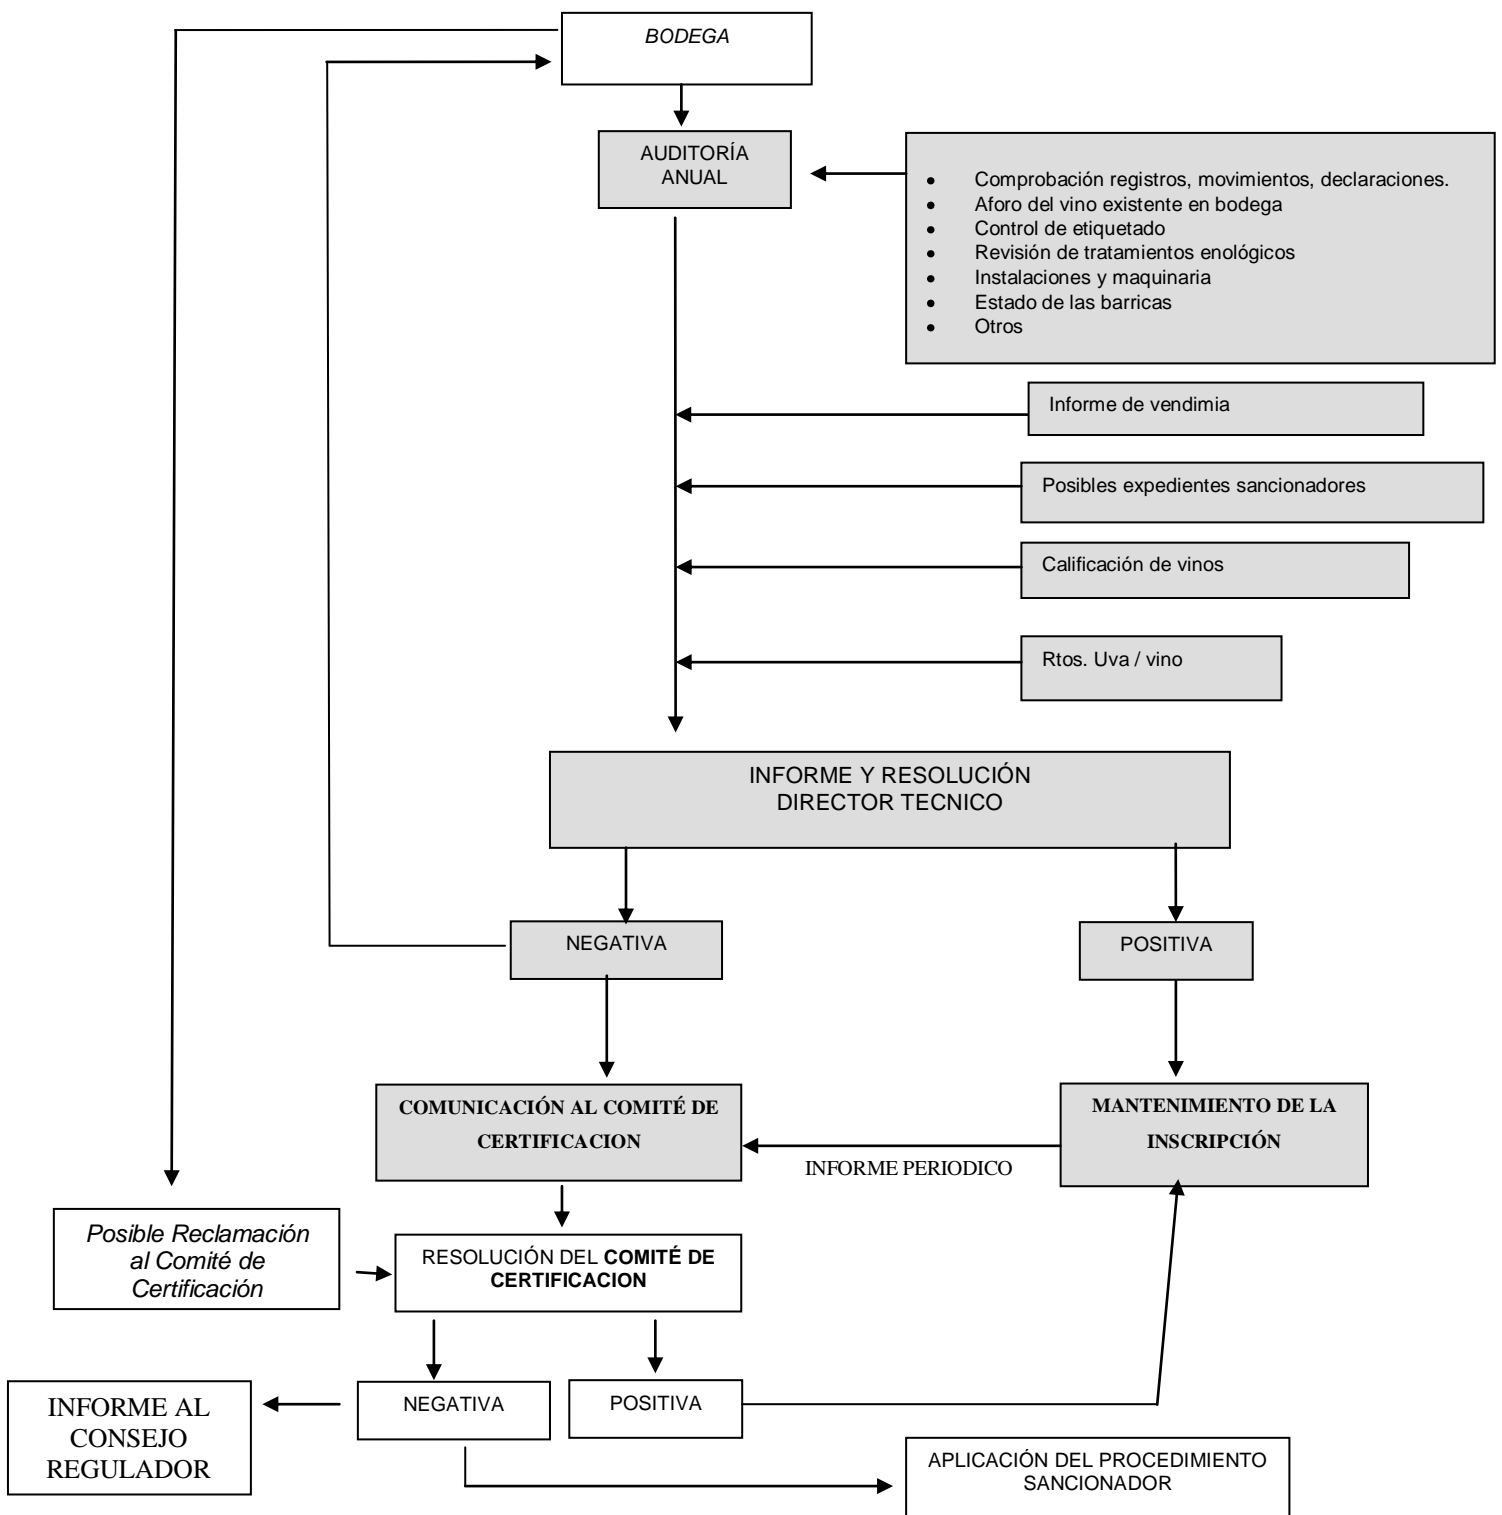 BODEGA
AUDITORÍA
ANUAL
• Comprobación registros, movimientos, declaraciones.
• Aforo del vino existente en bodega
• Control de etiquetado
• Revisión de tratamientos enológicos
• Instalaciones y maquinaria
• Estado de las barricas
• Otros
Informe de vendimia
Posibles expedientes sancionadores
Calificación de vinos
Rtos. Uva / vino
INFORME Y RESOLUCIÓN
DIRECTOR TECNICO
NEGATIVA
POSITIVA
COMUNICACIÓN AL COMITÉ DE
CERTIFICACION
MANTENIMIENTO DE LA
INSCRIPCIÓN
INFORME PERIODICO
Posible Reclamación
al Comité de
Certificación
RESOLUCIÓN DEL COMITÉ DE
CERTIFICACION
INFORME AL
CONSEJO
REGULADOR
NEGATIVA
POSITIVA
APLICACIÓN DEL PROCEDIMIENTO
SANCIONADOR